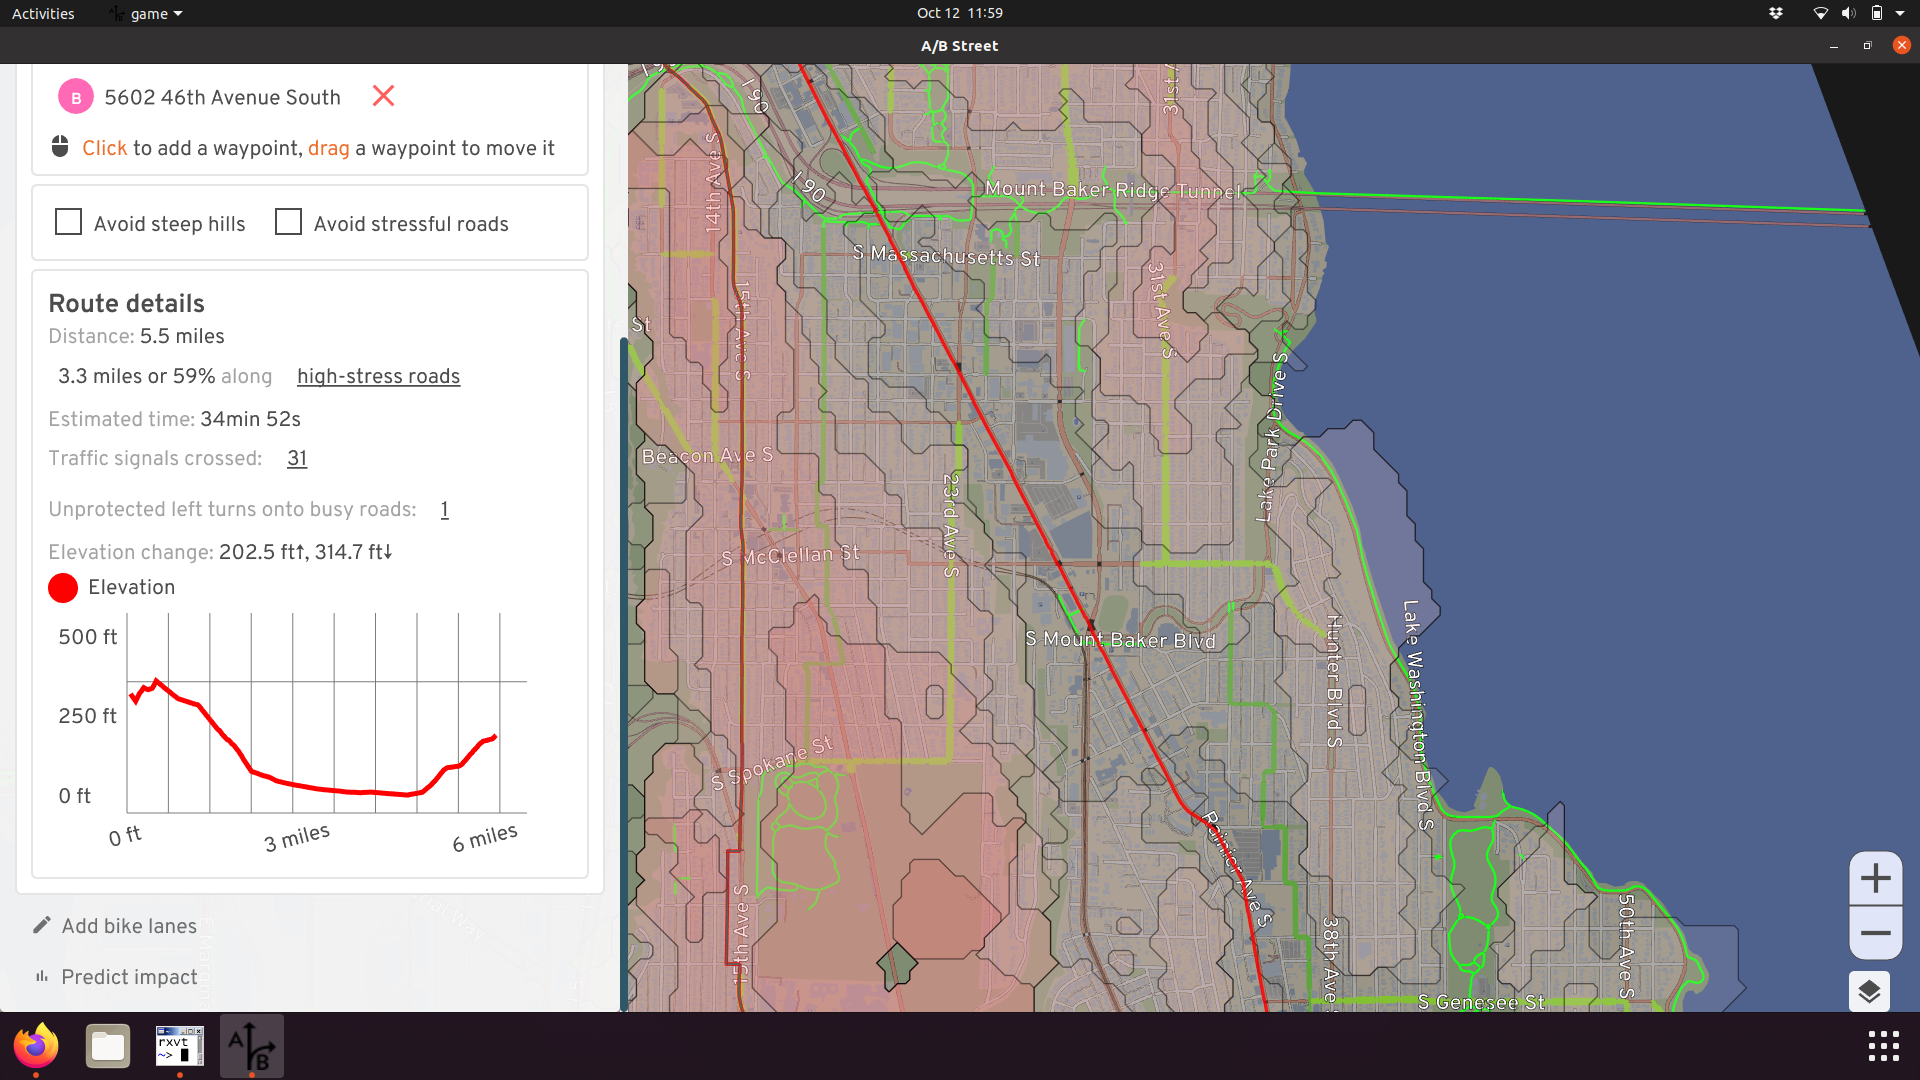 Activities
game
Oct 12 11:59
A/B Street
B
5602 46th Avenue South
Click to add a waypoint, drag a waypoint to move it
Avoid steep hills
Avoid stressful roads
Route details
Distance: 5.5 miles
3.3 miles or 59% along high-stress roads
Estimated time: 34min 52s
Traffic signals crossed: 31
Unprotected left turns onto busy roads: 1
Elevation change: 202.5 ft↑, 314.7 ft↓
Elevation
500 ft
250 ft
0 ft
0 ft
3 miles
6 miles
Add bike lanes
Predict impact
I 90
14th Ave S
I 90
Mount Baker Ridge Tunnel
S Massachusetts St
31st Ave S
15th Ave S
St
Lake Park Drive S
Beacon Ave S
23rd Ave S
S McClellan St
S Mount Baker Blvd
Hunter Blvd S
Lake Washington Blvd S
S Spokane St
Rainier Ave S
15th Ave S
38th Ave
50th Ave S
S Genesee St
+
−
rxvt
~>
A
B